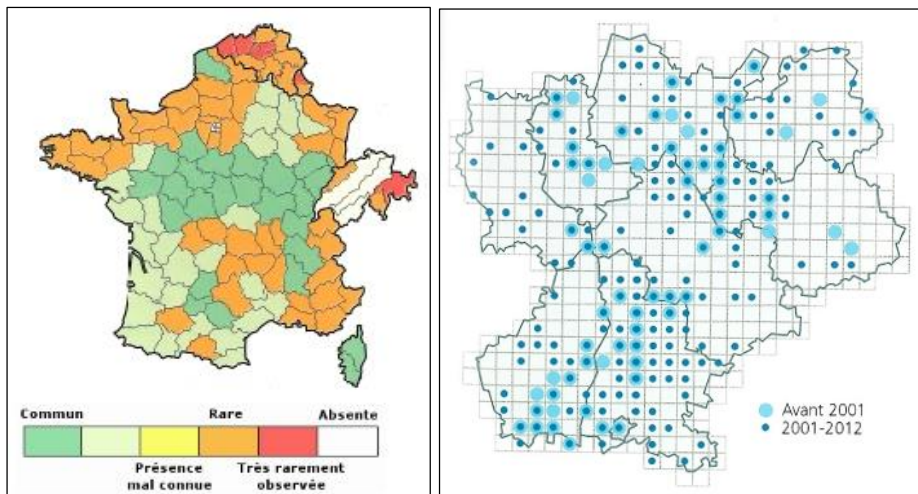 Commun Rare Absente
Présence mal connue
Très rarement observée
Avant 2001
2001-2012